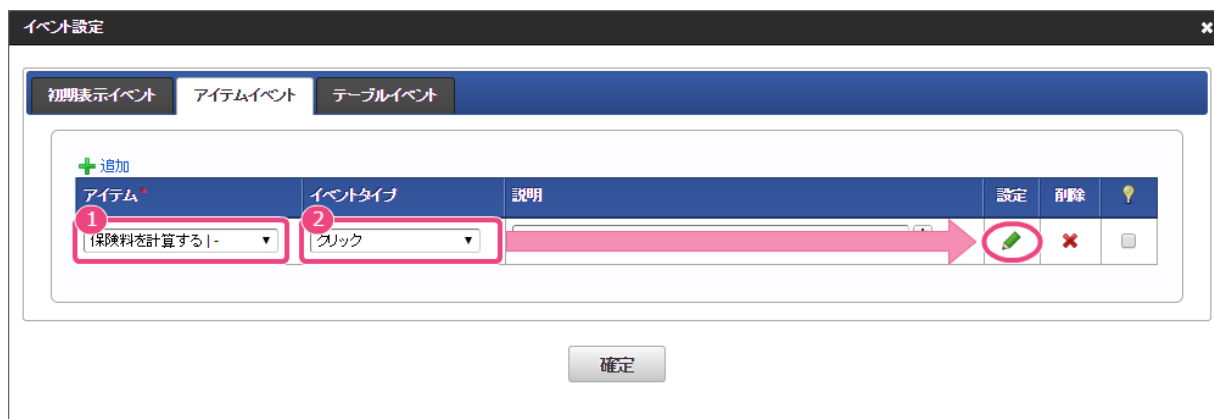 イベント設定
初期表示イベント アイテムイベント テーブルイベント
追加
アイテム* イベントタイプ 説明 設定 削除
1 2
保険料を計算する | - クリック
確定